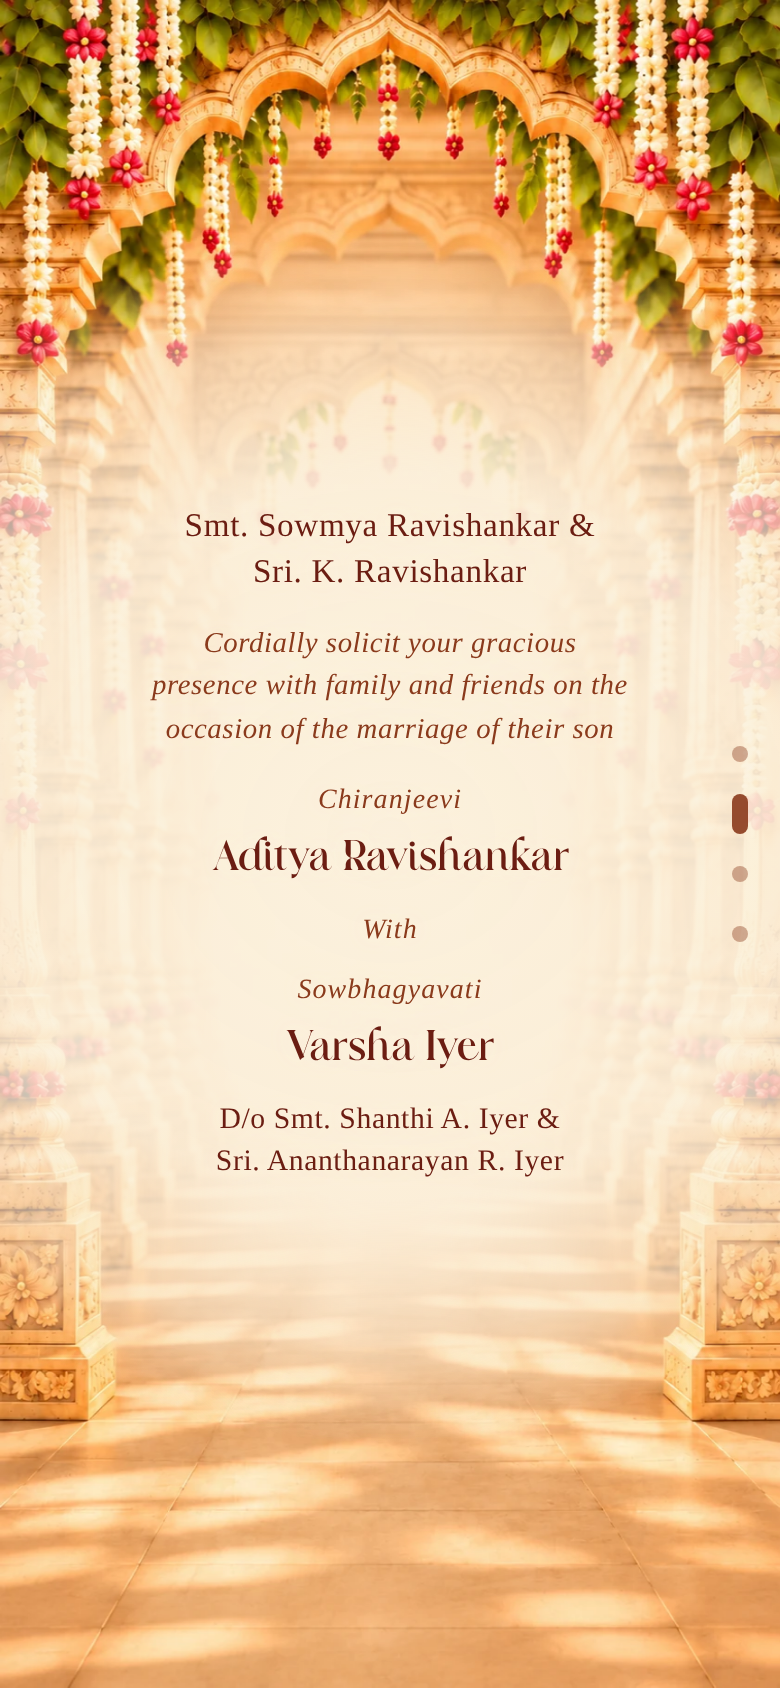 Smt. Sowmya Ravishankar &
Sri. K. Ravishankar
Cordially solicit your gracious
presence with family and friends on the
occasion of the marriage of their son
Chiranjeevi
Aditya Ravishankar
With
Sowbhagyavati
Varsha Iyer
D/o Smt. Shanthi A. Iyer &
Sri. Ananthanarayan R. Iyer